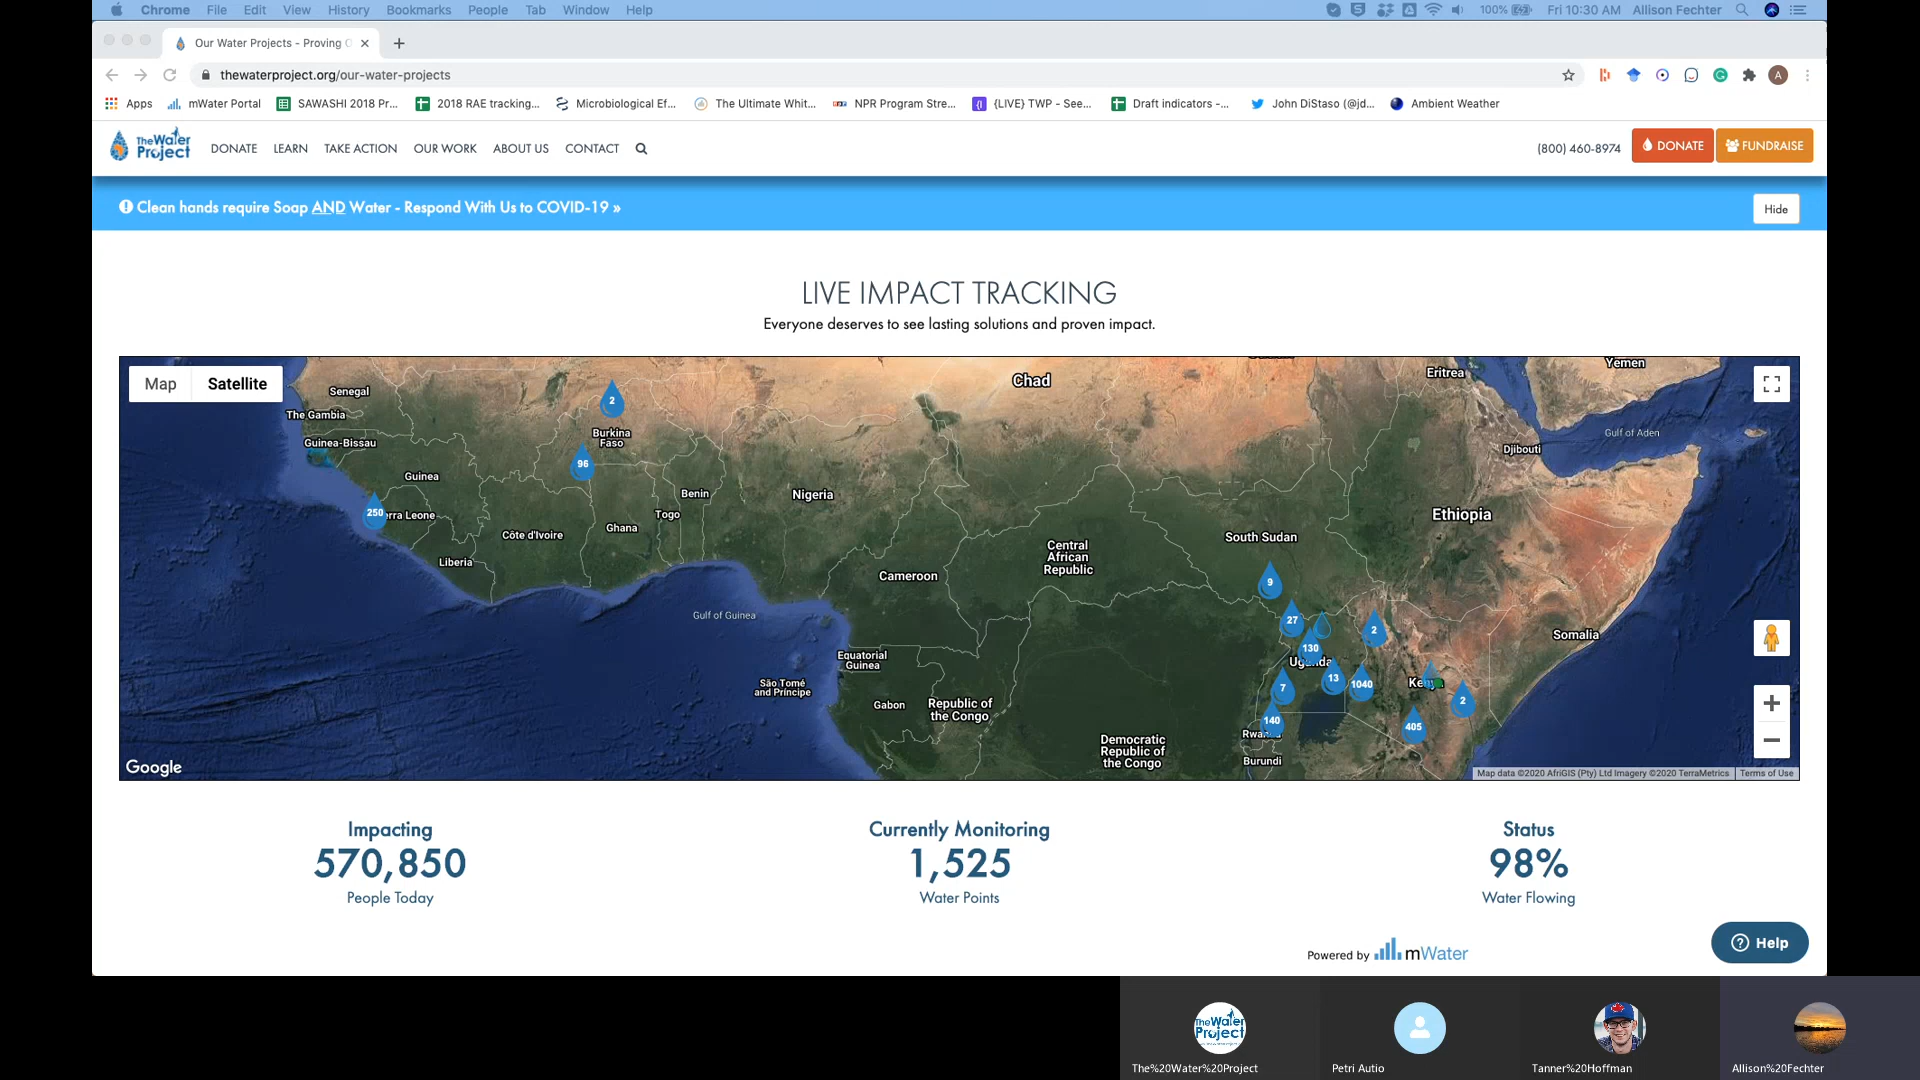 Chrome File Edit View History Bookmarks People Tab Window Help 100% Fri 10:30 AM Allison Fechter
Our Water Projects - Proving
thewaterproject.org/our-water-projects A
Apps mWater Portal SAWASHI 2018 Pr... 2018 RAE tracking... Microbiological Ef... The Ultimate Whit... NPR Program Stre... {LIVE} TWP - See... Draft indicators -... John DiStaso (@jd... Ambient Weather
The Water Project DONATE LEARN TAKE ACTION OUR WORK ABOUT US CONTACT (800) 460-8974 DONATE FUNDRAISE
Clean hands require Soap AND Water - Respond With Us to COVID-19 » Hide
LIVE IMPACT TRACKING
Everyone deserves to see lasting solutions and proven impact.
Map Satellite
Yemen
Eritrea
Chad
Senegal
2
The Gambia
Burkina
Faso
Guinea-Bissau
Gulf of Aden
Djibouti
96
Guinea
Benin
Nigeria
250
erra Leone
Togo
Ghana
Côte d'Ivoire
Ethiopia
South Sudan
Central
African
Republic
Liberia
Cameroon
9
Gulf of Guinea
27
2
Somalia
130
Uganda
Equatorial
Guinea
13
1040
Kenya
7
São Tomé
and Príncipe
2
Gabon
Republic of
the Congo
140
405
Democratic
Republic of
the Congo
Burundi
Google
Map data ©2020 AfriGIS (Pty) Ltd Imagery ©2020 TerraMetrics Terms of Use
Impacting
570,850
People Today
Currently Monitoring
1,525
Water Points
Status
98%
Water Flowing
Powered by mWater
Help
The Water Project
The%20Water%20Project
Petri Autio
Tanner%20Hoffman
Allison%20Fechter